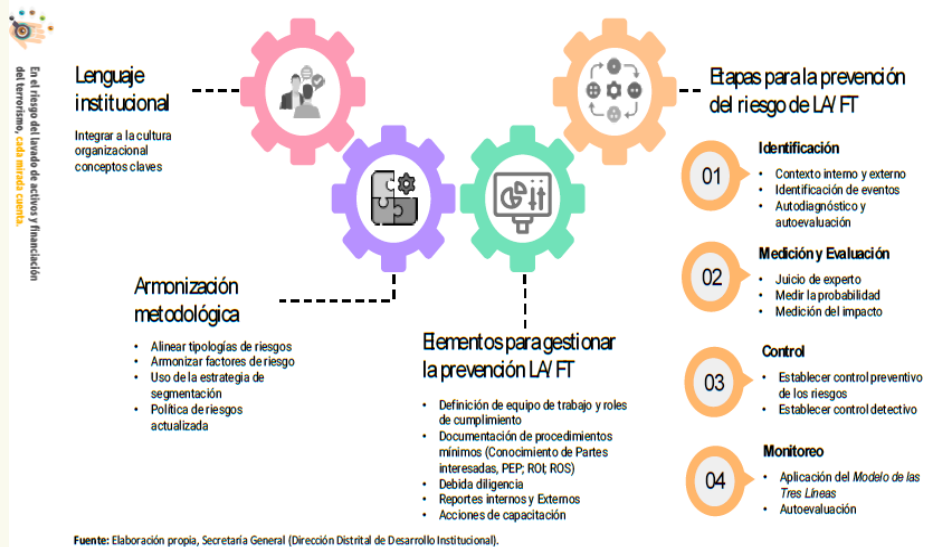 En el riesgo del lavado de activos y financiación
del terrorismo, cada mirada cuenta.
Lenguaje
institucional
Integrar a la cultura
organizacional
conceptos claves
Armonización
metodológica
• Alinear tipologías de riesgos
• Armonizar factores de riesgo
• Uso de la estrategia de
segmentación
• Política de riesgos
actualizada
Elementos para gestionar
la prevención LA/FT
• Definición de equipo de trabajo y roles
de cumplimiento
• Documentación de procedimientos
mínimos (Conocimiento de Partes
interesadas, PEP; ROI; ROS)
• Debida diligencia
• Reportes internos y Externos
• Acciones de capacitación
Etapas para la prevención
del riesgo de LA/FT
01
Identificación
• Contexto interno y externo
• Identificación de eventos
• Autodiagnóstico y
autoevaluación
02
Medición y Evaluación
• Juicio de experto
• Medir la probabilidad
• Medición del impacto
03
Control
• Establecer control preventivo
de los riesgos
• Establecer control detectivo
04
Monitoreo
• Aplicación del Modelo de las
Tres Líneas
• Autoevaluación
Fuente: Elaboración propia, Secretaría General (Dirección Distrital de Desarrollo Institucional).